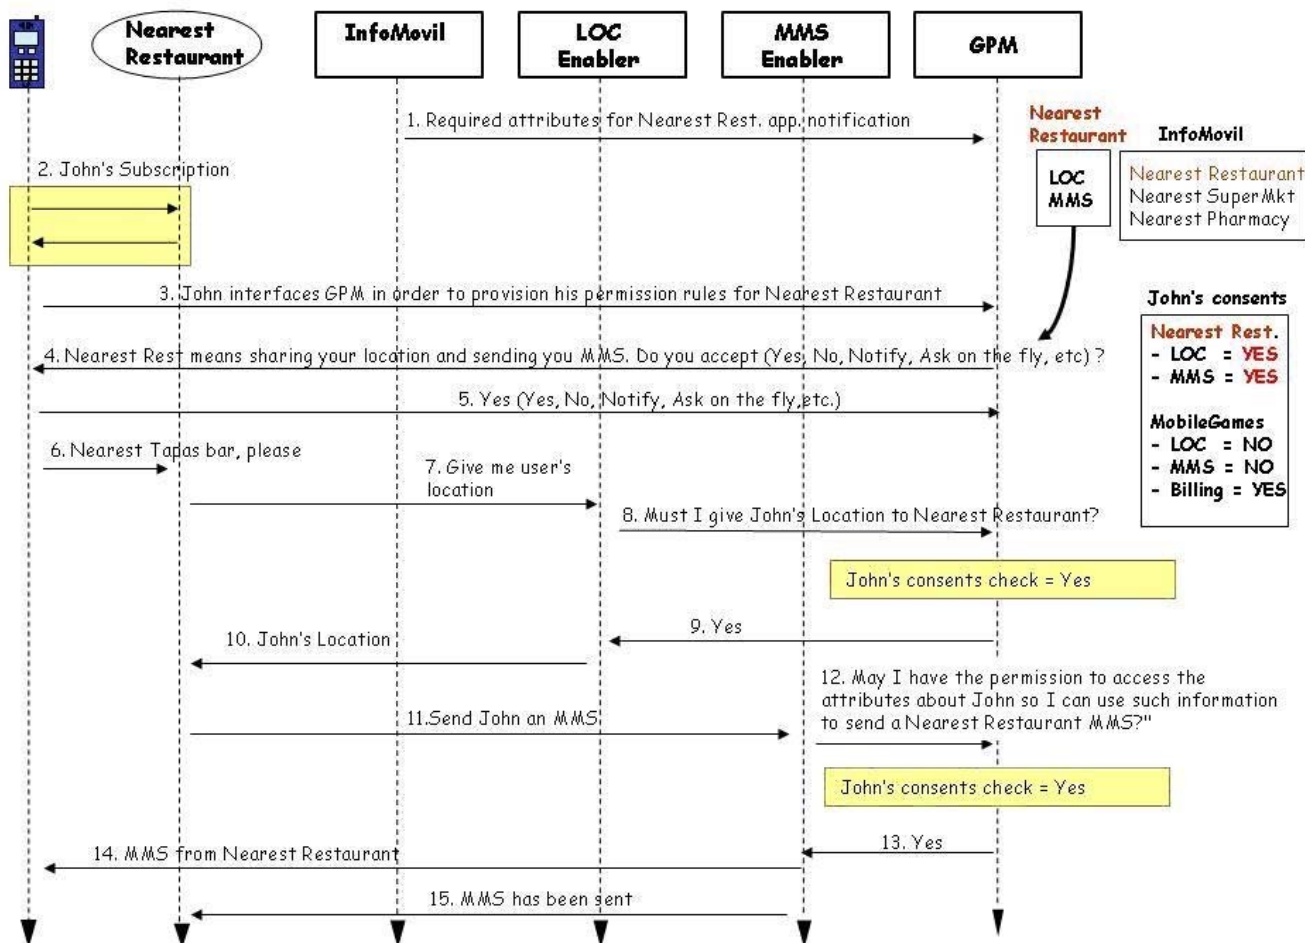 Nearest
Restaurant
InfoMovil
LOC
Enabler
MMS
Enabler
GPM
1. Required attributes for Nearest Rest. app. notification
Nearest
Restaurant
InfoMovil
LOC
MMS
Nearest Restaurant
Nearest SuperMkt
Nearest Pharmacy
2. John's Subscription
3. John interfaces GPM in order to provision his permission rules for Nearest Restaurant
John's consents
Nearest Rest.
- LOC = YES
- MMS = YES
MobileGames
- LOC = NO
- MMS = NO
- Billing = YES
4. Nearest Rest means sharing your location and sending you MMS. Do you accept (Yes, No, Notify, Ask on the fly, etc) ?
5. Yes (Yes, No, Notify, Ask on the fly,etc.)
6. Nearest Tapas bar, please
7. Give me user's
location
8. Must I give John's Location to Nearest Restaurant?
John's consents check = Yes
9. Yes
10. John's Location
11.Send John an MMS
12. May I have the permission to access the
attributes about John so I can use such information
to send a Nearest Restaurant MMS?"
John's consents check = Yes
13. Yes
14. MMS from Nearest Restaurant
15. MMS has been sent